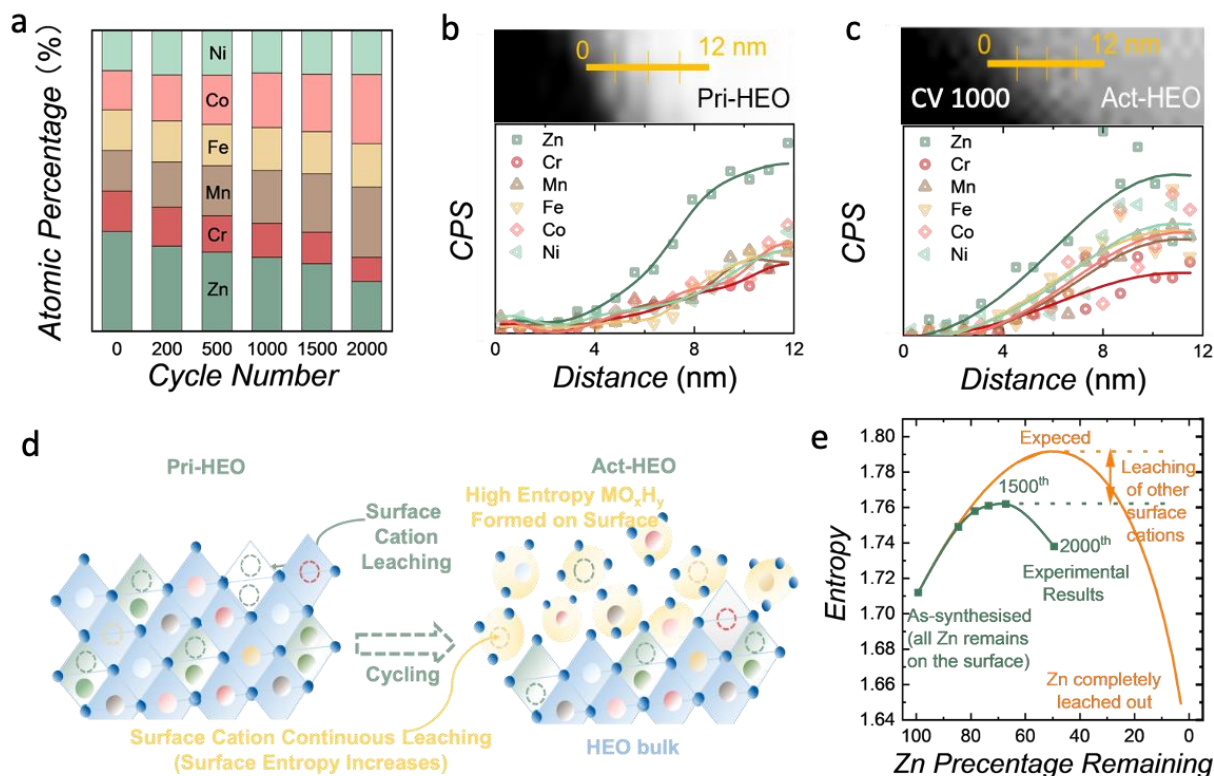 a
Atomic Percentage (%)
Ni
Co
Fe
Mn
Cr
Zn
0 200 500 1000 1500 2000
Cycle Number
b
0 12 nm
Pri-HEO
CPS
Zn
Cr
Mn
Fe
Co
Ni
0 4 8 12
Distance (nm)
c
0 12 nm
CV 1000 Act-HEO
CPS
Zn
Cr
Mn
Fe
Co
Ni
0 4 8 12
Distance (nm)
d
Pri-HEO
Surface
Cation
Leaching
Cycling
Surface Cation Continuous Leaching
(Surface Entropy Increases)
Act-HEO
High Entropy MOxHy
Formed on Surface
HEO bulk
e
Entropy
1.80
1.78
1.76
1.74
1.72
1.70
1.68
1.66
1.64
Expeced
1500th
Leaching
of other
surface
cations
2000th
Experimental
Results
As-synthesised
(all Zn remains
on the surface)
Zn completely
leached out
100 80 60 40 20 0
Zn Precentage Remaining